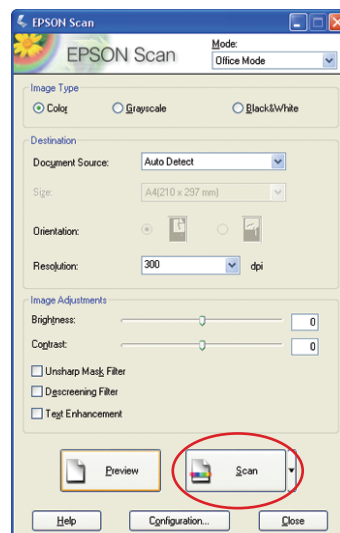 EPSON Scan
EPSON Scan
Mode:
Office Mode
Image Type
Color Grayscale Black&White
Destination
Document Source: Auto Detect
Size: A4(210 x 297 mm)
Orientation:
Resolution: 300 dpi
Image Adjustments
Brightness: 0
Contrast: 0
Unsharp Mask Filter
Descreening Filter
Text Enhancement
Preview Scan
Help Configuration... Close